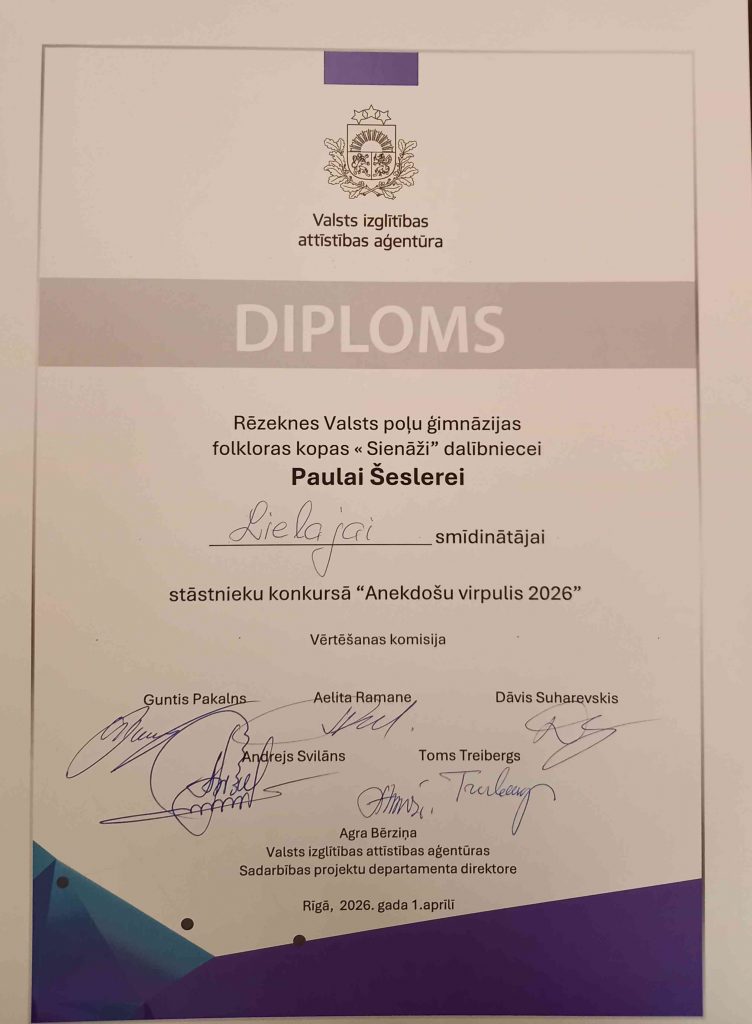 Valsts izglītības
attīstības aģentūra
DIPLOMS
Rēzeknes Valsts poļu ģimnāzijas
folkloras kopas « Sienāži” dalībniecei
Paulai Šeslerei
Lielajai smīdinātājai
stāstnieku konkursā “Anekdošu virpulis 2026”
Vērtēšanas komisija
Guntis Pakalns Aelita Ramane Dāvis Suharevskis
Andrejs Svilāns Toms Treibergs
Agra Bērziņa
Valsts izglītības attīstības aģentūras
Sadarbības projektu departamenta direktore
Rīgā, 2026. gada 1.aprīlī